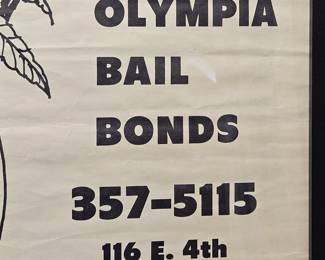 OLYMPIA
BAIL
BONDS
357-5115
116 E. 4th